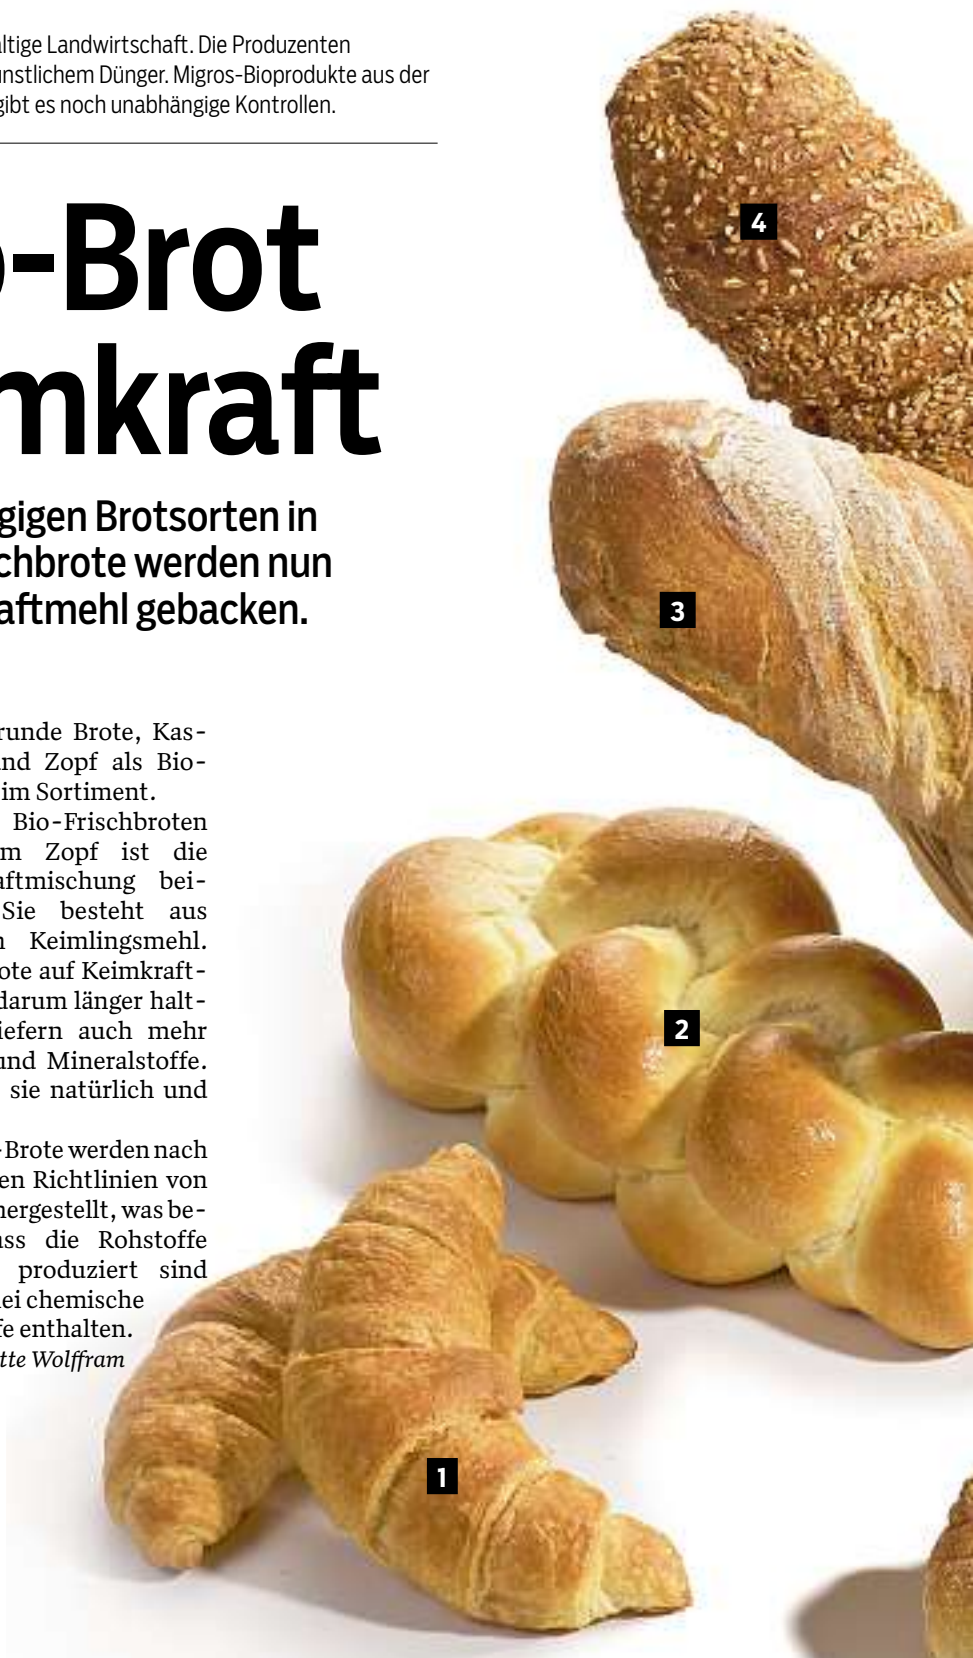 ltige Landwirtschaft. Die Produzenten
nstlichem Dünger. Migros-Bioprodukte aus der
gibt es noch unabhängige Kontrollen.
-Brot
mkraft
gigen Brotsorten in
chbrote werden nun
aftmehl gebacken.
runde Brote, Kas-
nd Zopf als Bio-
im Sortiment.
Bio-Frischbroten
m Zopf ist die
aftmischung bei-
Sie besteht aus
n Keimlingsmehl.
ote auf Keimkraft-
darum länger halt-
iefern auch mehr
und Mineralstoffe.
sie natürlich und
-Brote werden nach
en Richtlinien von
hergestellt, was be-
ss die Rohstoffe
produziert sind
lei chemische
fe enthalten.
tte Wolffram
4
3
2
1